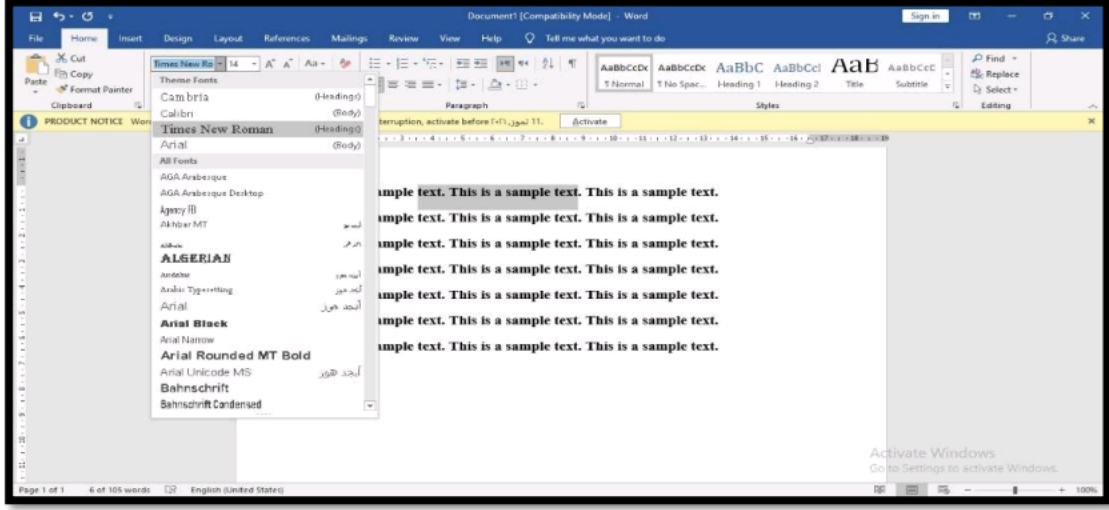 Document1 [Compatibility Mode] - Word
Sign in
File Home Insert Design Layout References Mailings Review View Help Tell me what you want to do
Share
Cut
Copy
Format Painter
Paste
Clipboard
Times New Ro 14
Aa
Paragraph
AaBbCcDc AaBbCcDc AaBbC AaBbCcI AaB AaBbCcC
¶ Normal ¶ No Spac... Heading 1 Heading 2 Title Subtitle
Styles
Find
Replace
Select
Editing
PRODUCT NOTICE
terruption, activate before
Activate
Theme Fonts
Cambria (Headings)
Calibri (Body)
Times New Roman (Headings)
Arial (Body)
All Fonts
AGA Arabesque
AGA Arabesque Desktop
Agency FB
Akhbar MT
ALGERIAN
Andalus
Arabic Typesetting
Arial أبجد هوز
Arial Black
Arial Narrow
Arial Rounded MT Bold
Arial Unicode MS أبجد هوز
Bahnschrift
Bahnschrift Condensed
ample text. This is a sample text. This is a sample text.
ample text. This is a sample text. This is a sample text.
ample text. This is a sample text. This is a sample text.
ample text. This is a sample text. This is a sample text.
ample text. This is a sample text. This is a sample text.
ample text. This is a sample text. This is a sample text.
ample text. This is a sample text. This is a sample text.
Activate Windows
Go to Settings to activate Windows.
Page 1 of 1 6 of 105 words English (United States)
100%